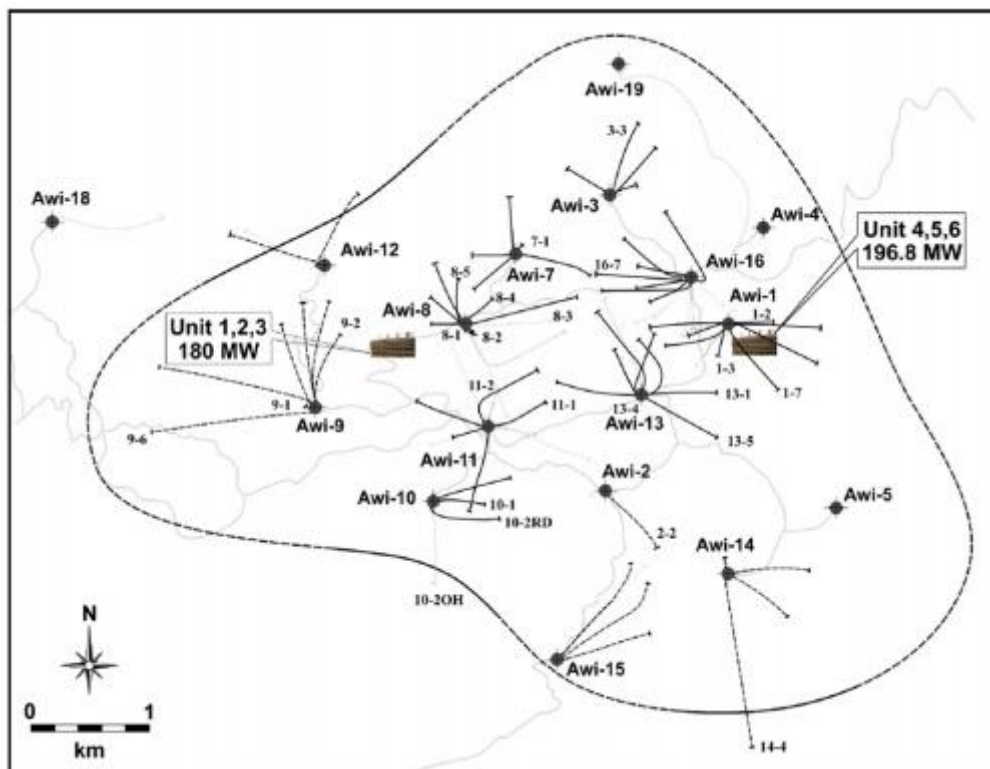 Awi-19
3-3
Awi-18
Awi-3
Awi-4
Unit 4,5,6
196.8 MW
Awi-12
7-1
Awi-7
16-7
Awi-16
8-5
8-4
Awi-8
8-3
Awi-1
1-2
Unit 1,2,3
180 MW
9-2
8-1
8-2
1-3
11-2
1-7
13-1
9-1
11-1
13-4
Awi-9
Awi-13
9-6
13-5
Awi-11
Awi-2
Awi-10
10-1
Awi-5
10-2RD
2-2
Awi-14
10-2OH
N
Awi-15
0 1
km
14-4